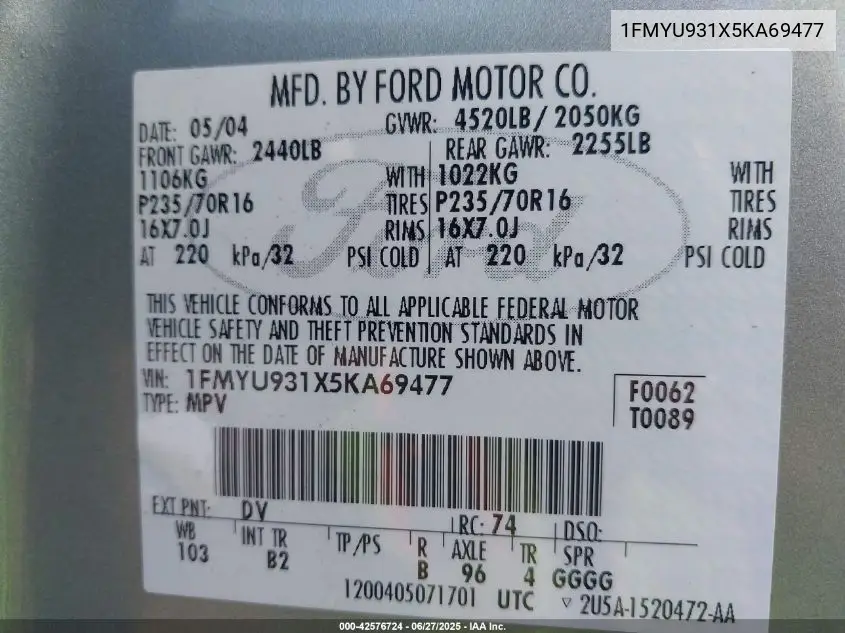 1FMYU931X5KA69477
MFD. BY FORD MOTOR CO.
DATE: 05/04 GVWR: 4520LB/ 2050KG
FRONT GAWR: 2440LB REAR GAWR: 2255LB
1106KG WITH 1022KG WITH
P235/70R16 TIRES P235/70R16 TIRES
16X7.0J RIMS 16X7.0J RIMS
AT 220 kPa/32 PSI COLD AT 220 kPa/32 PSI COLD
Ford
THIS VEHICLE CONFORMS TO ALL APPLICABLE FEDERAL MOTOR
VEHICLE SAFETY AND THEFT PREVENTION STANDARDS IN
EFFECT ON THE DATE OF MANUFACTURE SHOWN ABOVE.
VIN: 1FMYU931X5KA69477
TYPE: MPV
F0062
T0089
EXT PNT: DV RC: 74 DSO:
WB INT TR TP/PS R AXLE TR SPR
103 B2 B 96 4 GGGG
1200405071701 UTC ▽ 2U5A-1520472-AA
000-42576724 - 06/27/2025 - IAA Inc.